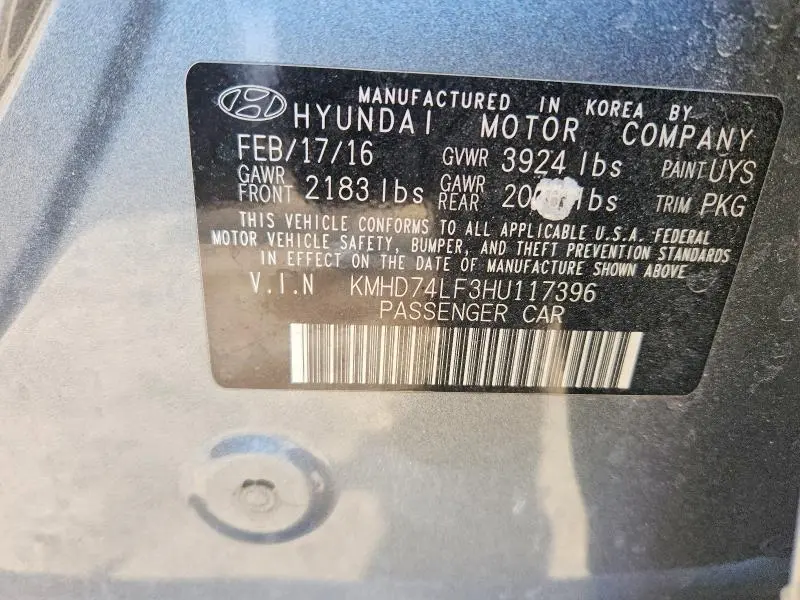 MANUFACTURED IN KOREA BY
HYUNDAI MOTOR COMPANY
FEB/17/16 GVWR 3924 lbs PAINT UYS
GAWR FRONT 2183 lbs GAWR REAR lbs TRIM PKG
THIS VEHICLE CONFORMS TO ALL APPLICABLE U.S.A. FEDERAL
MOTOR VEHICLE SAFETY, BUMPER, AND THEFT PREVENTION STANDARDS
IN EFFECT ON THE DATE OF MANUFACTURE SHOWN ABOVE
V.I.N KMHD74LF3HU117396
PASSENGER CAR